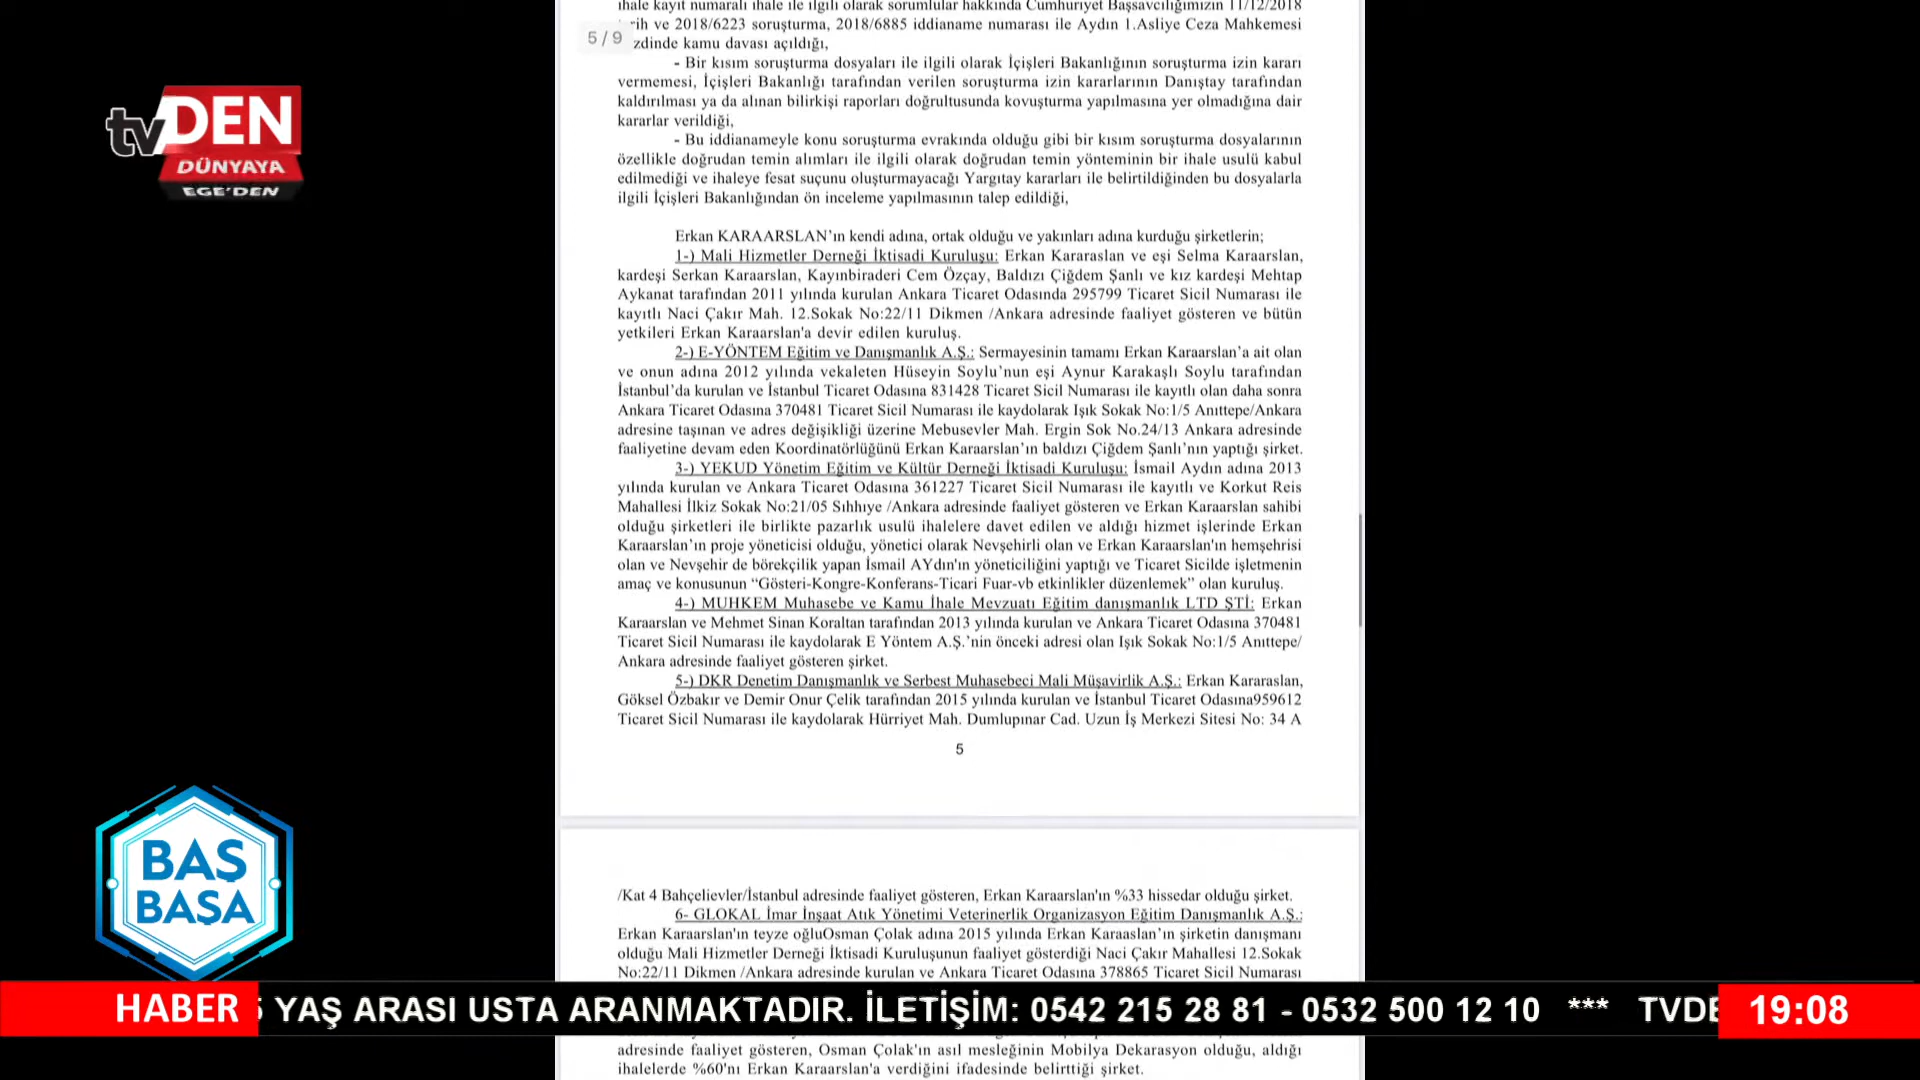 ihale kayıt numaralı ihale ile ilgili olarak sorumlular hakkında Cumhuriyet Başsavcılığımızın 11/12/2018
rih ve 2018/6223 soruşturma, 2018/6885 iddianame numarası ile Aydın 1.Asliye Ceza Mahkemesi
5 / 9
zdinde kamu davası açıldığı,
- Bir kısım soruşturma dosyaları ile ilgili olarak İçişleri Bakanlığının soruşturma izin kararı
vermemesi, İçişleri Bakanlığı tarafından verilen soruşturma izin kararlarının Danıştay tarafından
kaldırılması ya da alınan bilirkişi raporları doğrultusunda kovuşturma yapılmasına yer olmadığına dair
kararlar verildiği,
- Bu iddianameyle konu soruşturma evrakında olduğu gibi bir kısım soruşturma dosyalarının
özellikle doğrudan temin alımları ile ilgili olarak doğrudan temin yönteminin bir ihale usulü kabul
edilmediği ve ihaleye fesat suçunu oluşturmayacağı Yargıtay kararları ile belirtildiğinden bu dosyalarla
ilgili İçişleri Bakanlığından ön inceleme yapılmasının talep edildiği,
Erkan KARAARSLAN’ın kendi adına, ortak olduğu ve yakınları adına kurduğu şirketlerin;
1-) Mali Hizmetler Derneği İktisadi Kuruluşu: Erkan Kararaslan ve eşi Selma Karaarslan,
kardeşi Serkan Karaarslan, Kayınbiraderi Cem Özçay, Baldızı Çiğdem Şanlı ve kız kardeşi Mehtap
Aykanat tarafından 2011 yılında kurulan Ankara Ticaret Odasında 295799 Ticaret Sicil Numarası ile
kayıtlı Naci Çakır Mah. 12.Sokak No:22/11 Dikmen /Ankara adresinde faaliyet gösteren ve bütün
yetkileri Erkan Karaarslan'a devir edilen kuruluş.
2-) E-YÖNTEM Eğitim ve Danışmanlık A.Ş.: Sermayesinin tamamı Erkan Karaarslan’a ait olan
ve onun adına 2012 yılında vekaleten Hüseyin Soylu’nun eşi Aynur Karakaşlı Soylu tarafından
İstanbul’da kurulan ve İstanbul Ticaret Odasına 831428 Ticaret Sicil Numarası ile kayıtlı olan daha sonra
Ankara Ticaret Odasına 370481 Ticaret Sicil Numarası ile kaydolarak Işık Sokak No:1/5 Anıttepe/Ankara
adresine taşınan ve adres değişikliği üzerine Mebusevler Mah. Ergin Sok No.24/13 Ankara adresinde
faaliyetine devam eden Koordinatörlüğünü Erkan Karaarslan’ın baldızı Çiğdem Şanlı’nın yaptığı şirket.
3-) YEKUD Yönetim Eğitim ve Kültür Derneği İktisadi Kuruluşu: İsmail Aydın adına 2013
yılında kurulan ve Ankara Ticaret Odasına 361227 Ticaret Sicil Numarası ile kayıtlı ve Korkut Reis
Mahallesi İlkiz Sokak No:21/05 Sıhhıye /Ankara adresinde faaliyet gösteren ve Erkan Karaarslan sahibi
olduğu şirketleri ile birlikte pazarlık usulü ihalelere davet edilen ve aldığı hizmet işlerinde Erkan
Karaarslan’ın proje yöneticisi olduğu, yönetici olarak Nevşehirli olan ve Erkan Karaarslan'ın hemşehrisi
olan ve Nevşehir de börekçilik yapan İsmail AYdın'ın yöneticiliğini yaptığı ve Ticaret Sicilde işletmenin
amaç ve konusunun “Gösteri-Kongre-Konferans-Ticari Fuar-vb etkinlikler düzenlemek” olan kuruluş.
4-) MUHKEM Muhasebe ve Kamu İhale Mevzuatı Eğitim danışmanlık LTD ŞTİ: Erkan
Karaarslan ve Mehmet Sinan Koraltan tarafından 2013 yılında kurulan ve Ankara Ticaret Odasına 370481
Ticaret Sicil Numarası ile kaydolarak E Yöntem A.Ş.’nin önceki adresi olan Işık Sokak No:1/5 Anıttepe/
Ankara adresinde faaliyet gösteren şirket.
5-) DKR Denetim Danışmanlık ve Serbest Muhasebeci Mali Müşavirlik A.Ş.: Erkan Kararaslan,
Göksel Özbakır ve Demir Onur Çelik tarafından 2015 yılında kurulan ve İstanbul Ticaret Odasına959612
Ticaret Sicil Numarası ile kaydolarak Hürriyet Mah. Dumlupınar Cad. Uzun İş Merkezi Sitesi No: 34 A
5
/Kat 4 Bahçelievler/İstanbul adresinde faaliyet gösteren, Erkan Karaarslan'ın %33 hissedar olduğu şirket.
6- GLOKAL İmar İnşaat Atık Yönetimi Veterinerlik Organizasyon Eğitim Danışmanlık A.Ş.:
Erkan Karaarslan'ın teyze oğluOsman Çolak adına 2015 yılında Erkan Karaaslan’ın şirketin danışmanı
olduğu Mali Hizmetler Derneği İktisadi Kuruluşunun faaliyet gösterdiği Naci Çakır Mahallesi 12.Sokak
No:22/11 Dikmen /Ankara adresinde kurulan ve Ankara Ticaret Odasına 378865 Ticaret Sicil Numarası
adresinde faaliyet gösteren, Osman Çolak'ın asıl mesleğinin Mobilya Dekarasyon olduğu, aldığı
ihalelerde %60'nı Erkan Karaarslan'a verdiğini ifadesinde belirttiği şirket.
tvDEN
DÜNYAYA
EGE'DEN
BAŞ
BAŞA
HABER
YAŞ ARASI USTA ARANMAKTADIR. İLETİŞİM: 0542 215 28 81 - 0532 500 12 10 *** TVDE
19:08